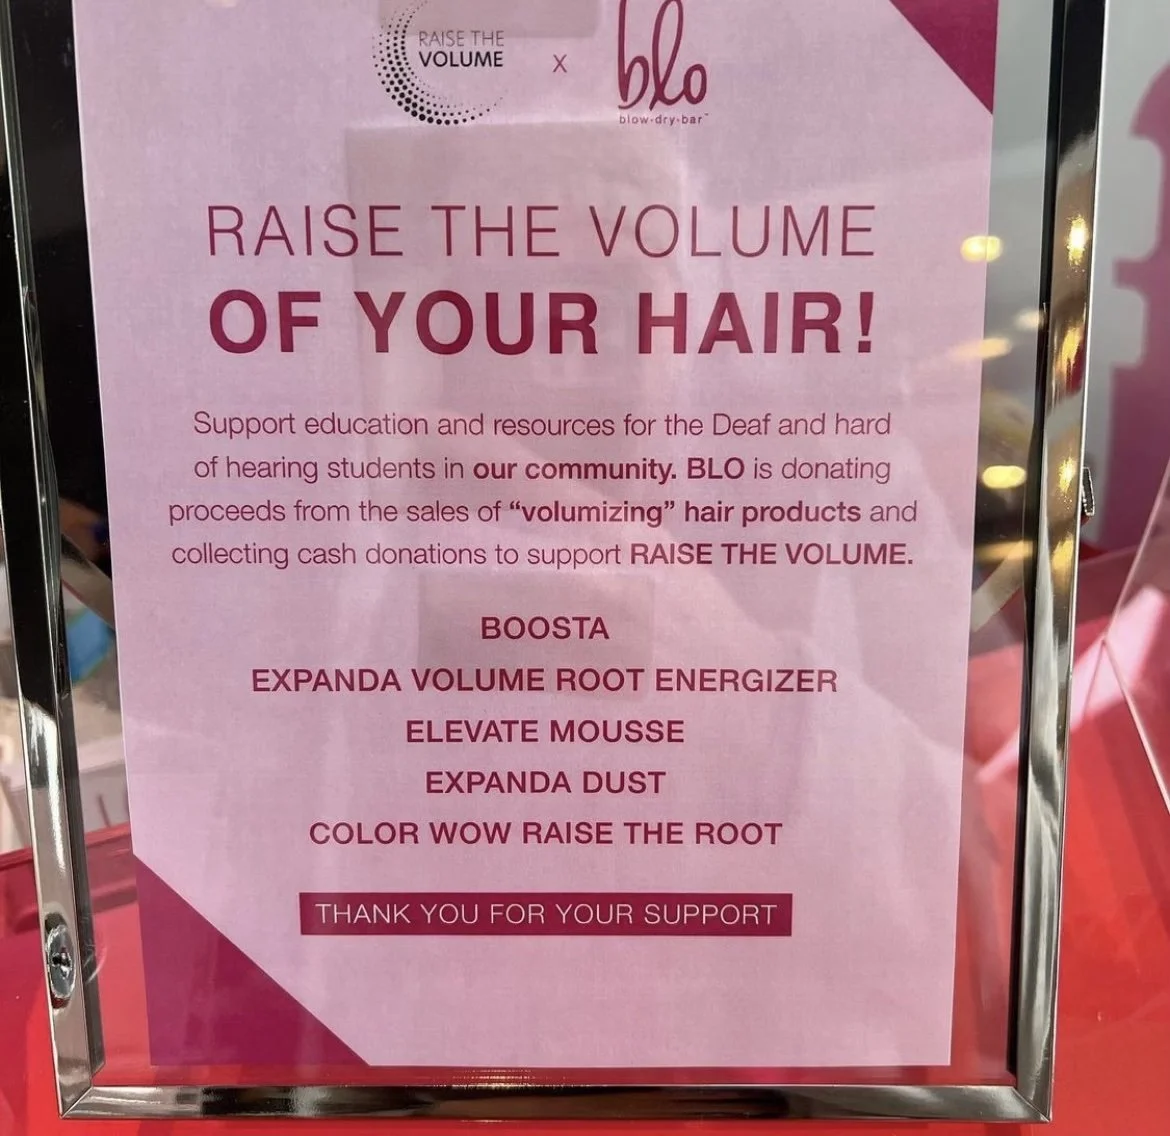 RAISE THE
VOLUME
X
blo
blow-dry-bar™
RAISE THE VOLUME
OF YOUR HAIR!
Support education and resources for the Deaf and hard
of hearing students in our community. BLO is donating
proceeds from the sales of “volumizing” hair products and
collecting cash donations to support RAISE THE VOLUME.
BOOSTA
EXPANDA VOLUME ROOT ENERGIZER
ELEVATE MOUSSE
EXPANDA DUST
COLOR WOW RAISE THE ROOT
THANK YOU FOR YOUR SUPPORT